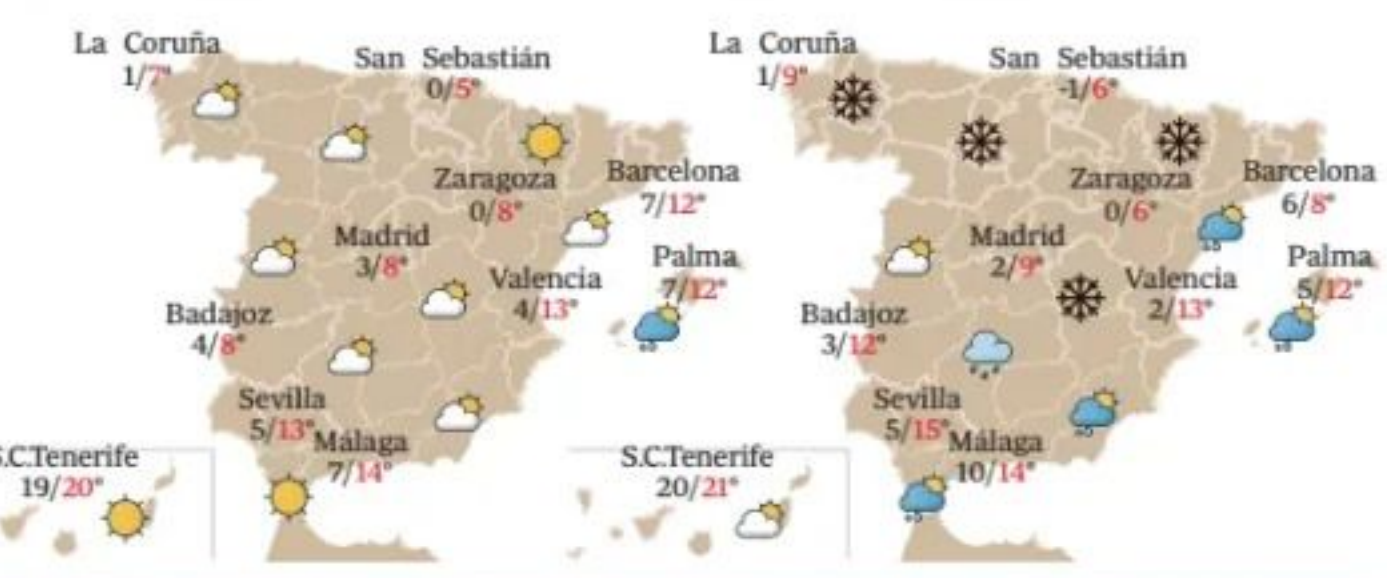 La Coruña
1/7°
San Sebastián
0/5°
Zaragoza
0/8°
Barcelona
7/12°
Madrid
3/8°
Palma
7/12°
Valencia
4/13°
Badajoz
4/8°
Sevilla
5/13°
Málaga
7/14°
S.C.Tenerife
19/20°
La Coruña
1/9°
San Sebastián
-1/6°
Zaragoza
0/6°
Barcelona
6/8°
Madrid
2/9°
Palma
5/12°
Valencia
2/13°
Badajoz
3/12°
Sevilla
5/15°
Málaga
10/14°
S.C.Tenerife
20/21°